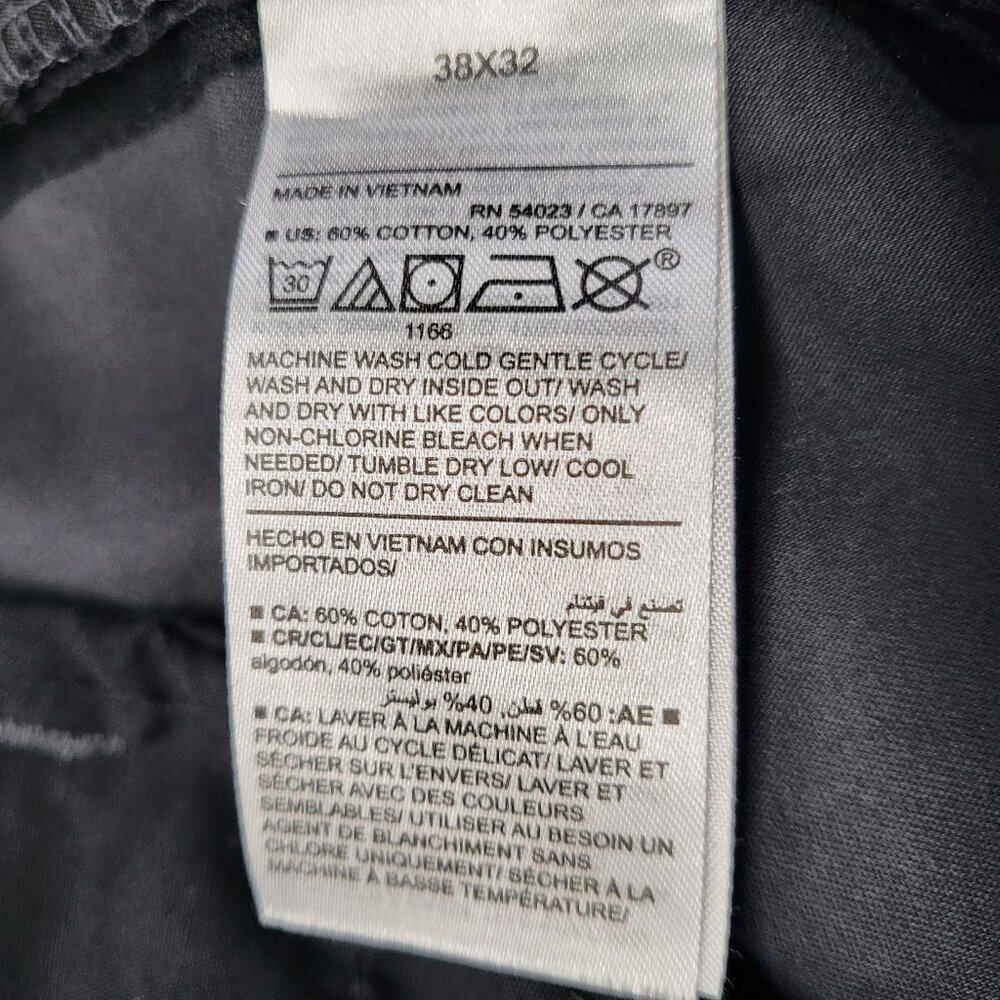 38X32
MADE IN VIETNAM
RN 54023 / CA 17897
■ US: 60% COTTON, 40% POLYESTER
30 ®
1166
MACHINE WASH COLD GENTLE CYCLE/
WASH AND DRY INSIDE OUT/ WASH
AND DRY WITH LIKE COLORS/ ONLY
NON-CHLORINE BLEACH WHEN
NEEDED/ TUMBLE DRY LOW/ COOL
IRON/ DO NOT DRY CLEAN
HECHO EN VIETNAM CON INSUMOS
IMPORTADOS/
تصنع في فيتنام
■ CA: 60% COTON, 40% POLYESTER
■ CR/CL/EC/GT/MX/PA/PE/SV: 60%
algodón, 40% poliéster
■ AE: 60% قطن, 40% بوليستر
■ CA: LAVER À LA MACHINE À L'EAU
FROIDE AU CYCLE DÉLICAT/ LAVER ET
SÉCHER SUR L'ENVERS/ LAVER ET
SÉCHER AVEC DES COULEURS
SEMBLABLES/ UTILISER AU BESOIN UN
AGENT DE BLANCHIMENT SANS
CHLORE UNIQUEMENT/ SÉCHER À LA
MACHINE À BASSE TEMPÉRATURE/